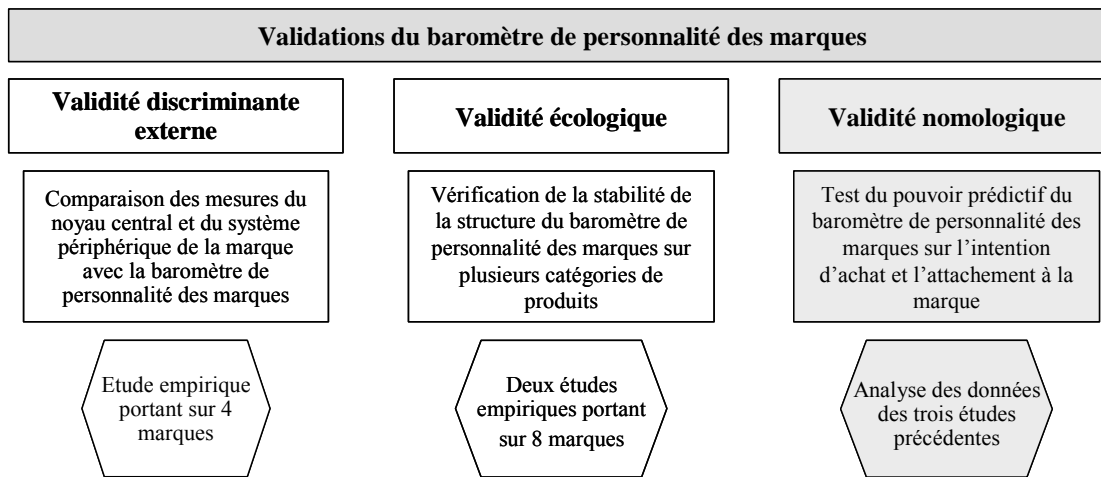 Validations du baromètre de personnalité des marques
Validité discriminante
externe
Comparaison des mesures du
noyau central et du système
périphérique de la marque
avec la baromètre de
personnalité des marques
Etude empirique
portant sur 4
marques
Validité écologique
Vérification de la stabilité de
la structure du baromètre de
personnalité des marques sur
plusieurs catégories de
produits
Deux études
empiriques portant
sur 8 marques
Validité nomologique
Test du pouvoir prédictif du
baromètre de personnalité des
marques sur l’intention
d’achat et l’attachement à la
marque
Analyse des données
des trois études
précédentes